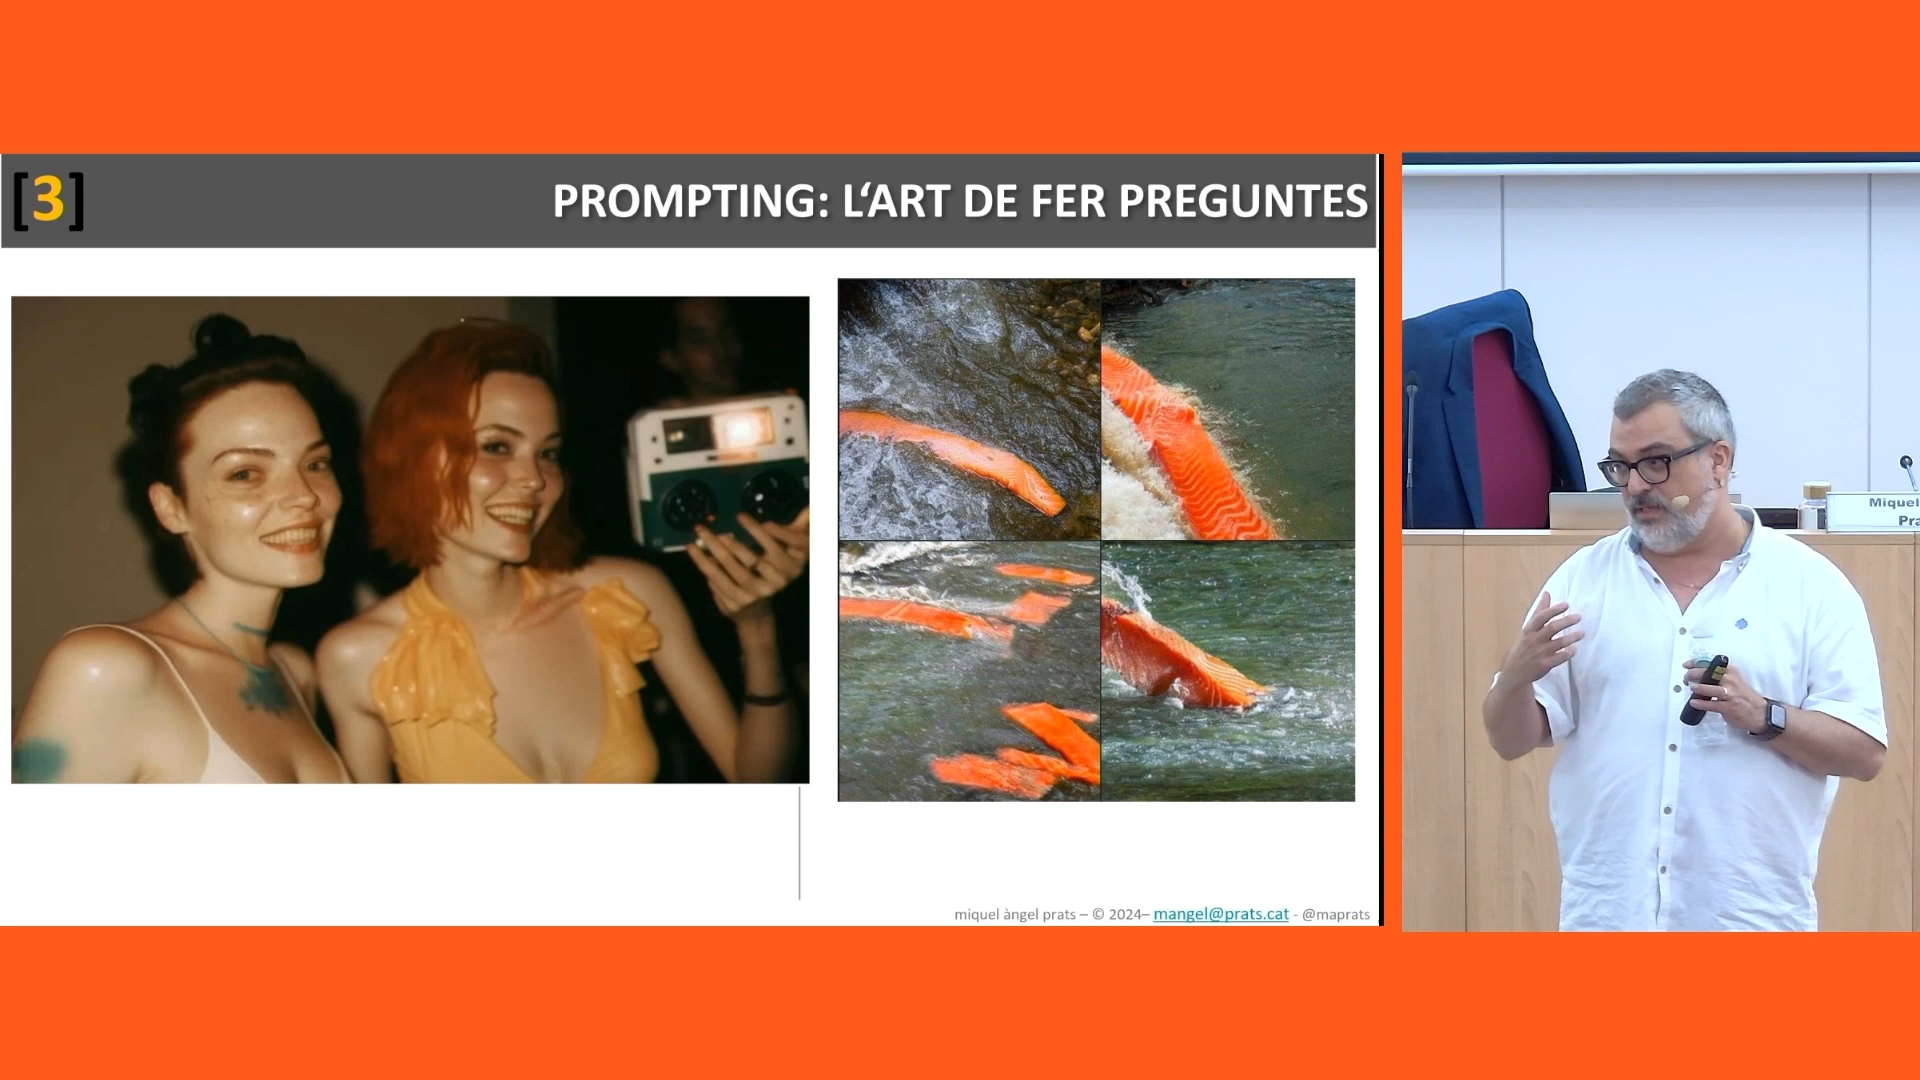 [3]
PROMPTING: L‘ART DE FER PREGUNTES
Miquel
Pra
miquel àngel prats – © 2024– mangel@prats.cat - @maprats